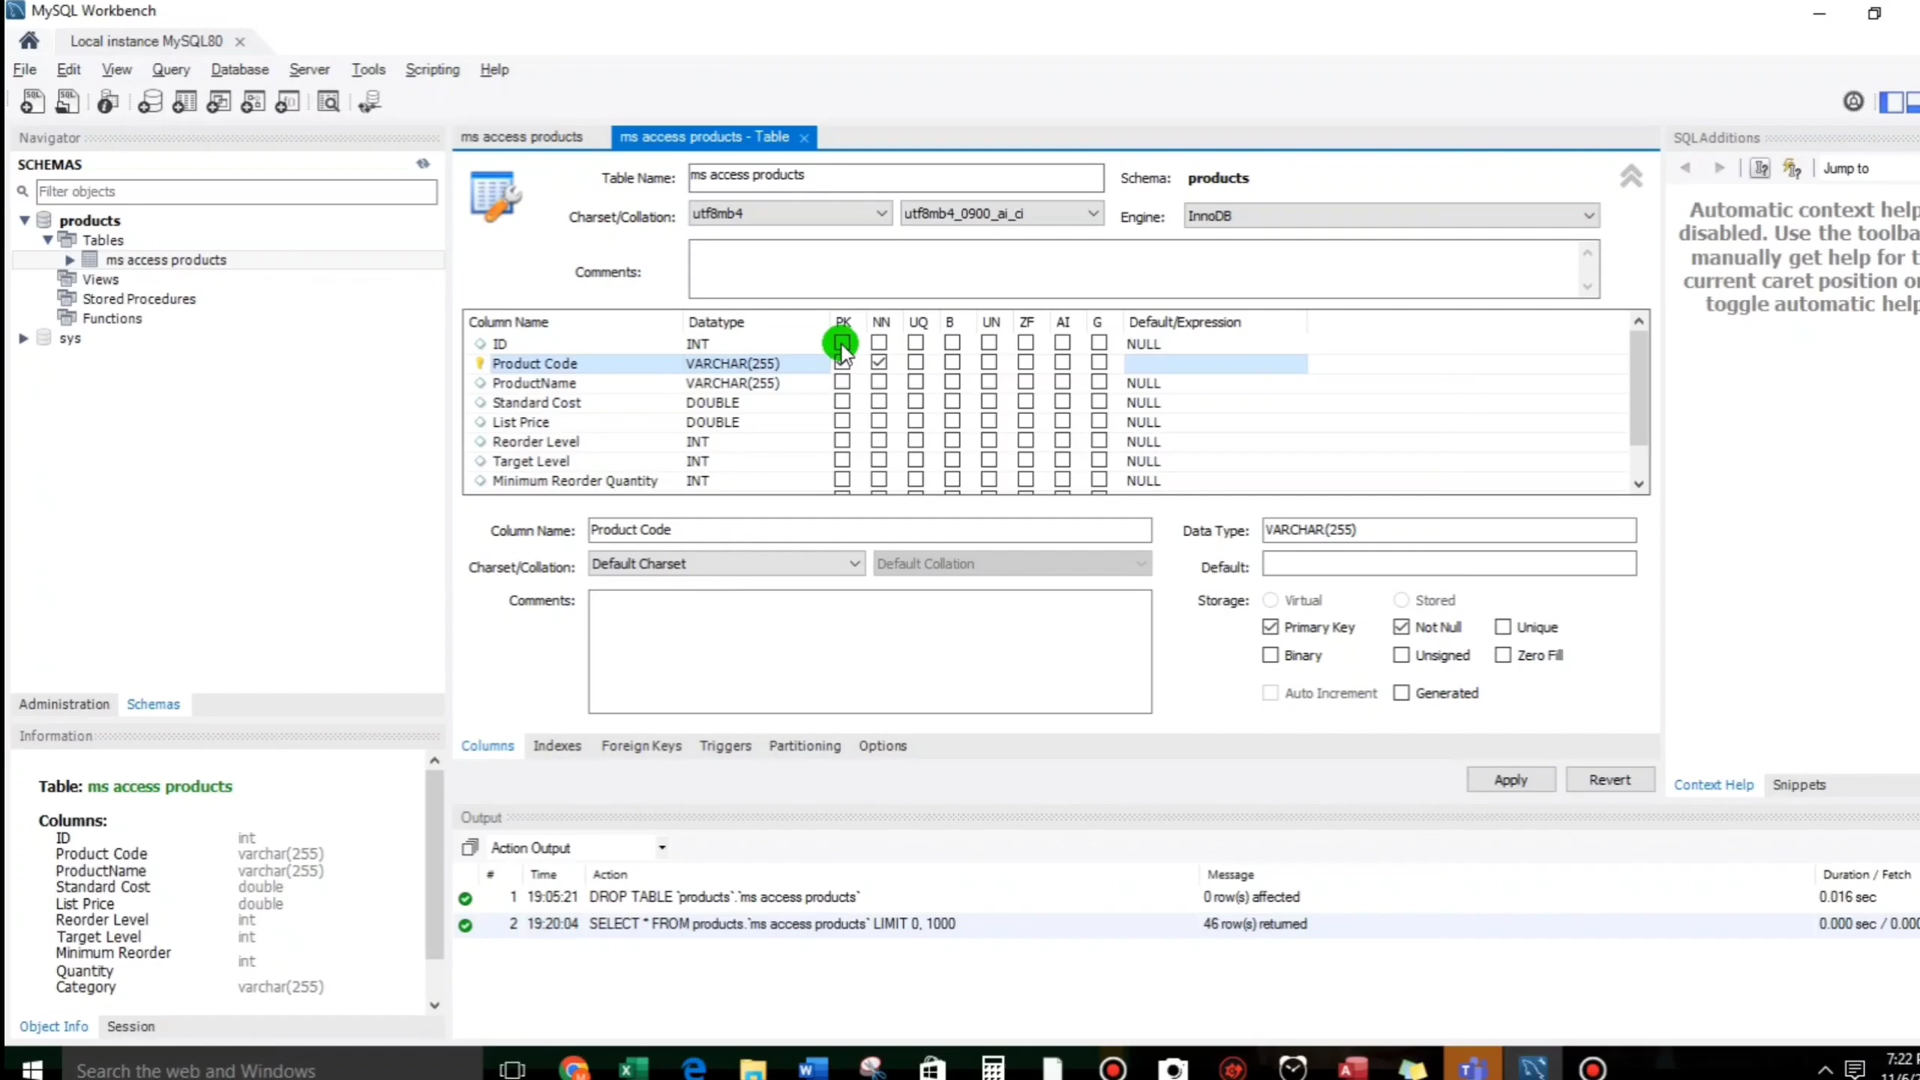 MySQL Workbench
Local instance MySQL80
File Edit View Query Database Server Tools Scripting Help
Navigator
SCHEMAS
Filter objects
products
Tables
ms access products
Views
Stored Procedures
Functions
sys
Administration Schemas
Information
Table: ms access products
Columns:
ID int
Product Code varchar(255)
ProductName varchar(255)
Standard Cost double
List Price double
Reorder Level int
Target Level int
Minimum Reorder
Quantity int
Category varchar(255)
Object Info Session
ms access products ms access products - Table
Table Name: ms access products Schema: products
Charset/Collation: utf8mb4 utf8mb4_0900_ai_ci Engine: InnoDB
Comments:
Column Name Datatype PK NN UQ B UN ZF AI G Default/Expression
ID INT NULL
Product Code VARCHAR(255)
ProductName VARCHAR(255) NULL
Standard Cost DOUBLE NULL
List Price DOUBLE NULL
Reorder Level INT NULL
Target Level INT NULL
Minimum Reorder Quantity INT NULL
Column Name: Product Code Data Type: VARCHAR(255)
Charset/Collation: Default Charset Default Collation Default:
Comments: Storage: Virtual Stored
Primary Key Not Null Unique
Binary Unsigned Zero Fill
Auto Increment Generated
Columns Indexes Foreign Keys Triggers Partitioning Options
Apply Revert
Output
Action Output
# Time Action Message Duration / Fetch
1 19:05:21 DROP TABLE `products`.`ms access products` 0 row(s) affected 0.016 sec
2 19:20:04 SELECT * FROM products.`ms access products` LIMIT 0, 1000 46 row(s) returned 0.000 sec / 0.000
SQLAdditions
Jump to
Automatic context help
disabled. Use the toolba
manually get help for t
current caret position or
toggle automatic help
Context Help Snippets
Search the web and Windows
7:22 P
11/6/